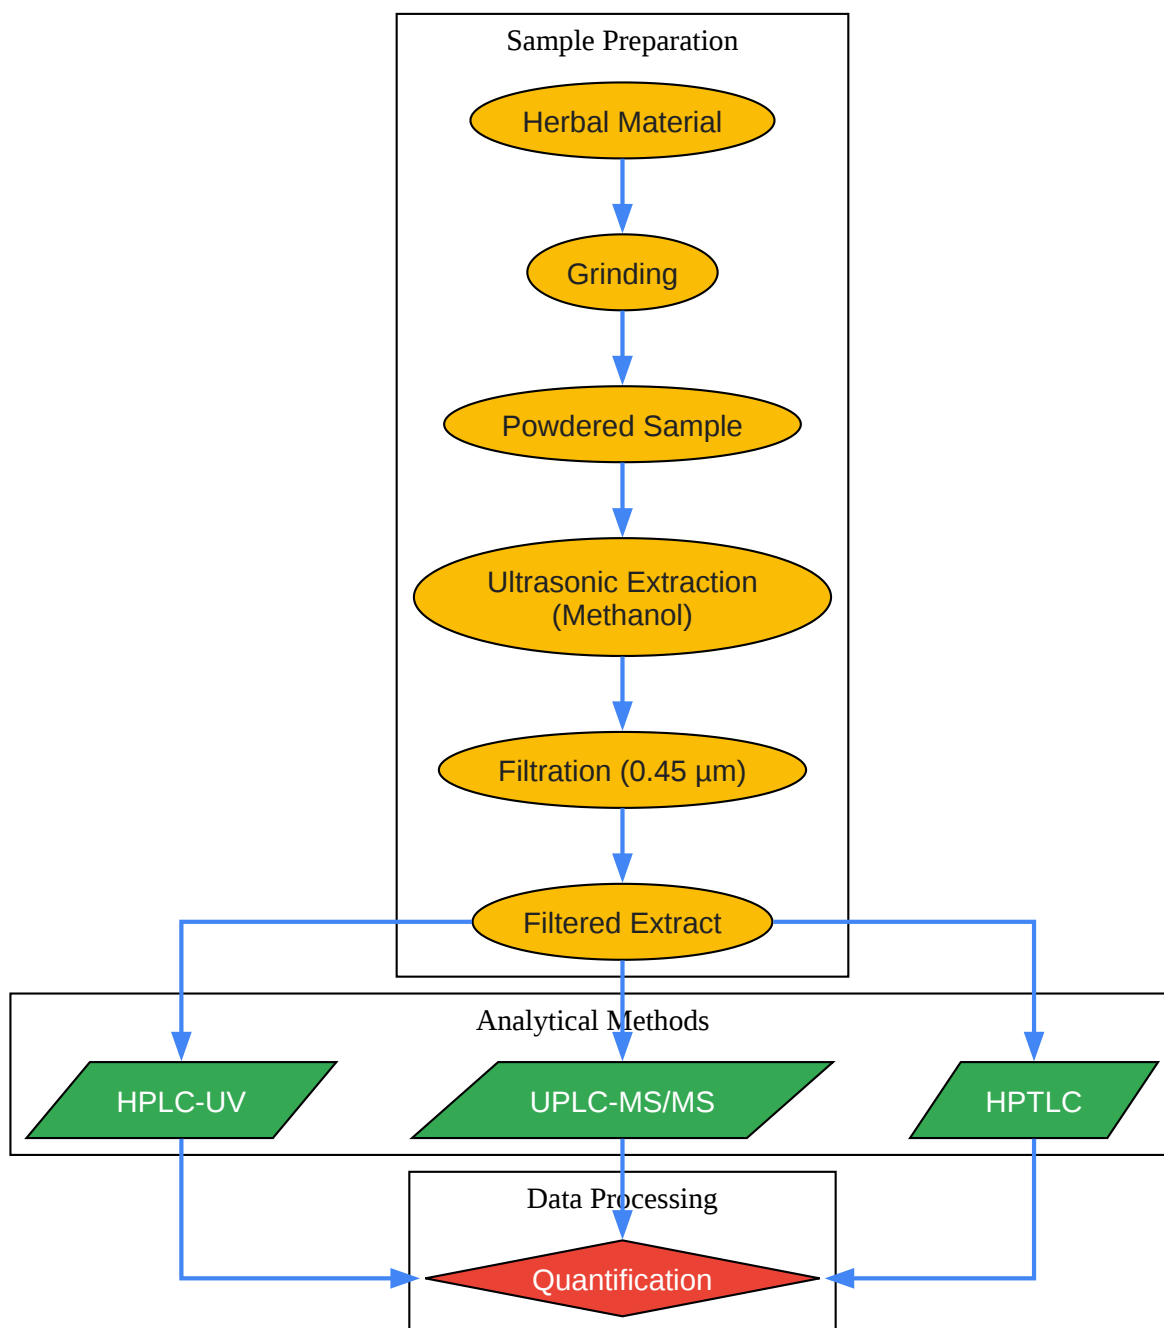 Sample Preparation
Herbal Material
Grinding
Powdered Sample
Ultrasonic Extraction
(Methanol)
Filtration (0.45 µm)
Filtered Extract
Analytical Methods
HPLC-UV
UPLC-MS/MS
HPTLC
Data Processing
Quantification